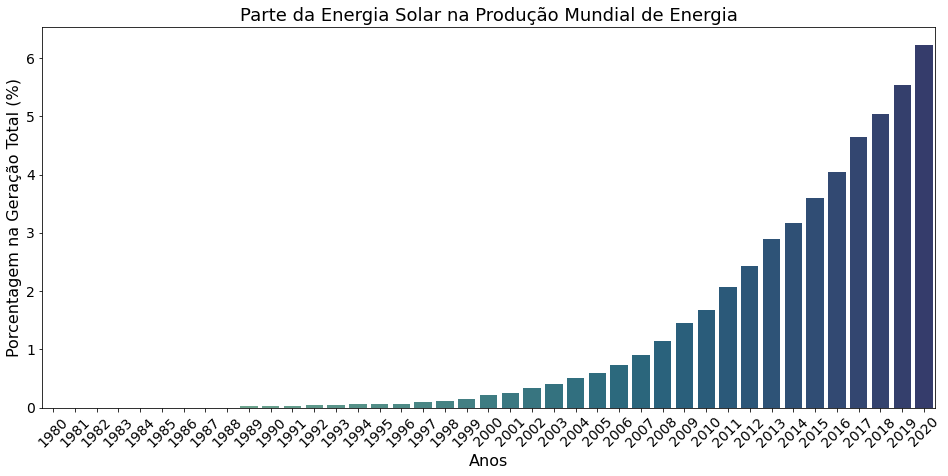 Parte da Energia Solar na Produção Mundial de Energia
Porcentagem na Geração Total (%)
6
5
4
3
2
1
0
1980 1981 1982 1983 1984 1985 1986 1987 1988 1989 1990 1991 1992 1993 1994 1995 1996 1997 1998 1999 2000 2001 2002 2003 2004 2005 2006 2007 2008 2009 2010 2011 2012 2013 2014 2015 2016 2017 2018 2019 2020
Anos